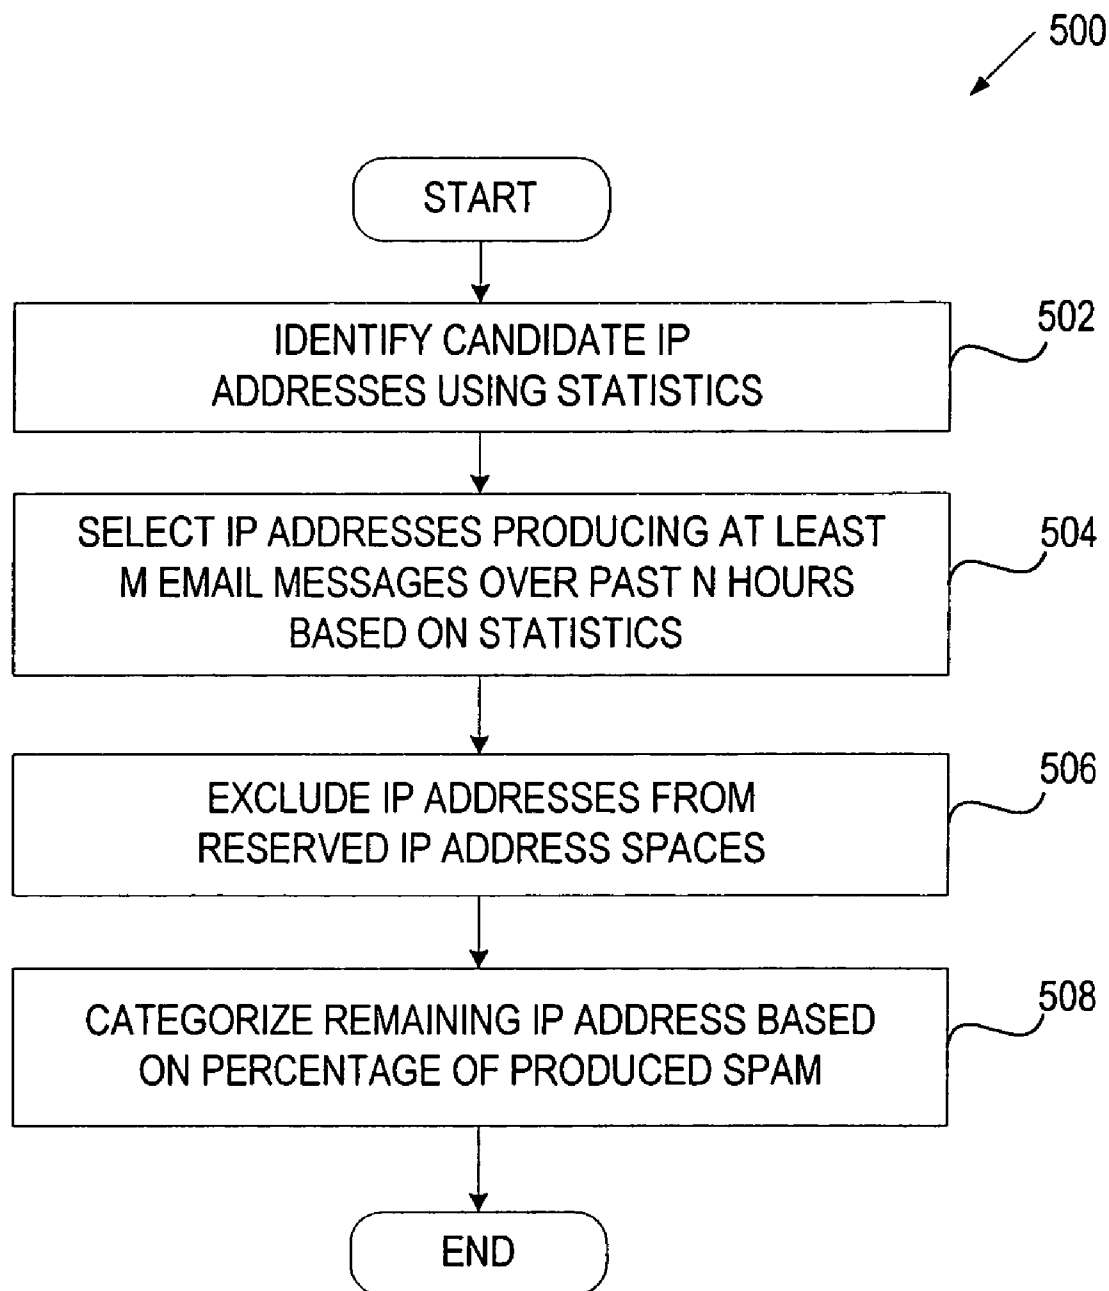 500
START
IDENTIFY CANDIDATE IP
ADDRESSES USING STATISTICS
502
SELECT IP ADDRESSES PRODUCING AT LEAST
M EMAIL MESSAGES OVER PAST N HOURS
BASED ON STATISTICS
504
EXCLUDE IP ADDRESSES FROM
RESERVED IP ADDRESS SPACES
506
CATEGORIZE REMAINING IP ADDRESS BASED
ON PERCENTAGE OF PRODUCED SPAM
508
END